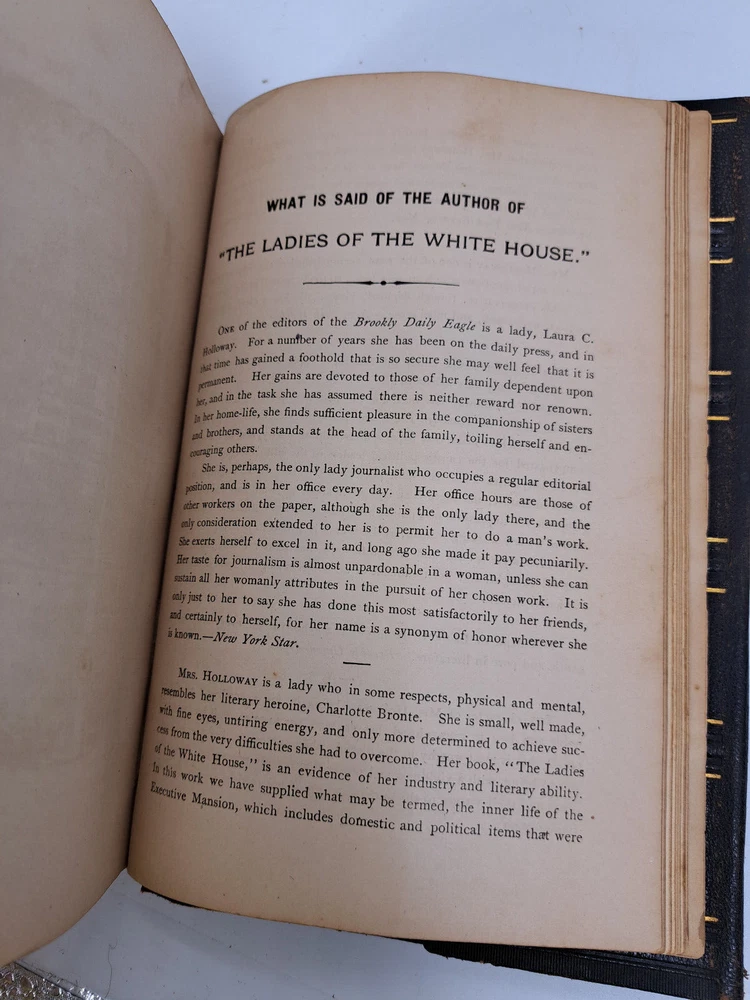 WHAT IS SAID OF THE AUTHOR OF
"THE LADIES OF THE WHITE HOUSE."
ONE of the editors of the Brookly Daily Eagle is a lady, Laura C.
Holloway. For a number of years she has been on the daily press, and in
that time has gained a foothold that is so secure she may well feel that it is
permanent. Her gains are devoted to those of her family dependent upon
her, and in the task she has assumed there is neither reward nor renown.
In her home-life, she finds sufficient pleasure in the companionship of sisters
and brothers, and stands at the head of the family, toiling herself and en-
couraging others.
She is, perhaps, the only lady journalist who occupies a regular editorial
position, and is in her office every day. Her office hours are those of
other workers on the paper, although she is the only lady there, and the
only consideration extended to her is to permit her to do a man's work.
She exerts herself to excel in it, and long ago she made it pay pecuniarily.
Her taste for journalism is almost unpardonable in a woman, unless she can
sustain all her womanly attributes in the pursuit of her chosen work. It is
only just to her to say she has done this most satisfactorily to her friends,
and certainly to herself, for her name is a synonym of honor wherever she
is known.—New York Star.
MRS. HOLLOWAY is a lady who in some respects, physical and mental,
resembles her literary heroine, Charlotte Bronte. She is small, well made,
with fine eyes, untiring energy, and only more determined to achieve suc-
cess from the very difficulties she had to overcome. Her book, "The Ladies
of the White House," is an evidence of her industry and literary ability.
In this work we have supplied what may be termed, the inner life of the
Executive Mansion, which includes domestic and political items that were